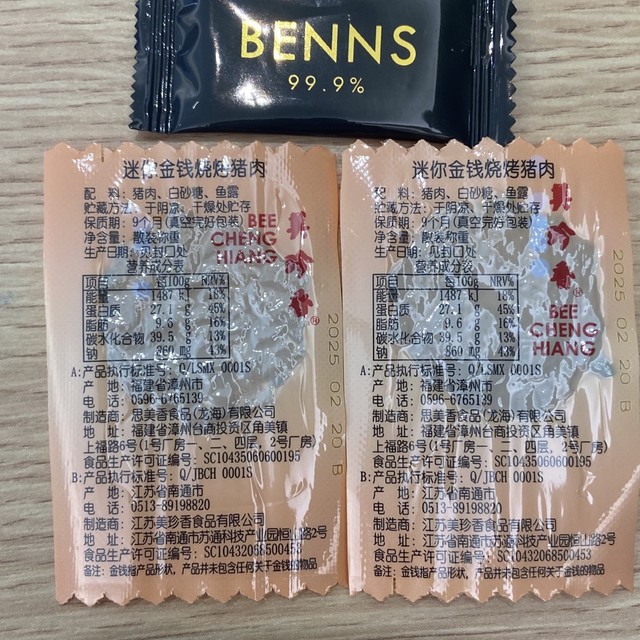 BENNS
99.9%
迷你金钱烧烤猪肉
配 料: 猪肉、白砂糖、鱼露
贮藏方法: 于阴凉、干燥处贮存
保质期: 9个月(真空完好包装)
净含量: 散装称重
生产日期: 见封口处
营养成分表
项目 每100g NRV%
能量 1487 kJ 18%
蛋白质 27.1 g 45%
脂肪 9.6 g 16%
碳水化合物 39.5 g 13%
钠 860 mg 43%
A:产品执行标准号: Q/LSMX 0001S
产 地: 福建省漳州市
电 话: 0596-6765139
制造商: 思美香食品(龙海)有限公司
地 址: 福建省漳州台商投资区角美镇
上福路6号(1号厂房一、二、四层, 2号厂房)
食品生产许可证编号: SC10435060600195
B:产品执行标准号: Q/JBCH 0001S
产 地: 江苏省南通市
电 话: 0513-89198820
制造商: 江苏美珍香食品有限公司
地 址: 江苏省南通市苏通科技产业园恒山路2号
食品生产许可证编号: SC10432068500453
备注: 金钱指产品形状, 产品并未包含任何关于金钱的物品
美珍香®
BEE
CHENG
HIANG
2025 02 20 B
迷你金钱烧烤猪肉
配 料: 猪肉、白砂糖、鱼露
贮藏方法: 于阴凉、干燥处贮存
保质期: 9个月(真空完好包装)
净含量: 散装称重
生产日期: 见封口处
营养成分表
项目 每100g NRV%
能量 1487 kJ 18%
蛋白质 27.1 g 45%
脂肪 9.6 g 16%
碳水化合物 39.5 g 13%
钠 860 mg 43%
A:产品执行标准号: Q/LSMX 0001S
产 地: 福建省漳州市
电 话: 0596-6765139
制造商: 思美香食品(龙海)有限公司
地 址: 福建省漳州台商投资区角美镇
上福路6号(1号厂房一、二、四层, 2号厂房)
食品生产许可证编号: SC10435060600195
B:产品执行标准号: Q/JBCH 0001S
产 地: 江苏省南通市
电 话: 0513-89198820
制造商: 江苏美珍香食品有限公司
地 址: 江苏省南通市苏通科技产业园恒山路2号
食品生产许可证编号: SC10432068500453
备注: 金钱指产品形状, 产品并未包含任何关于金钱的物品
美珍香®
BEE
CHENG
HIANG
2025 02 20 B